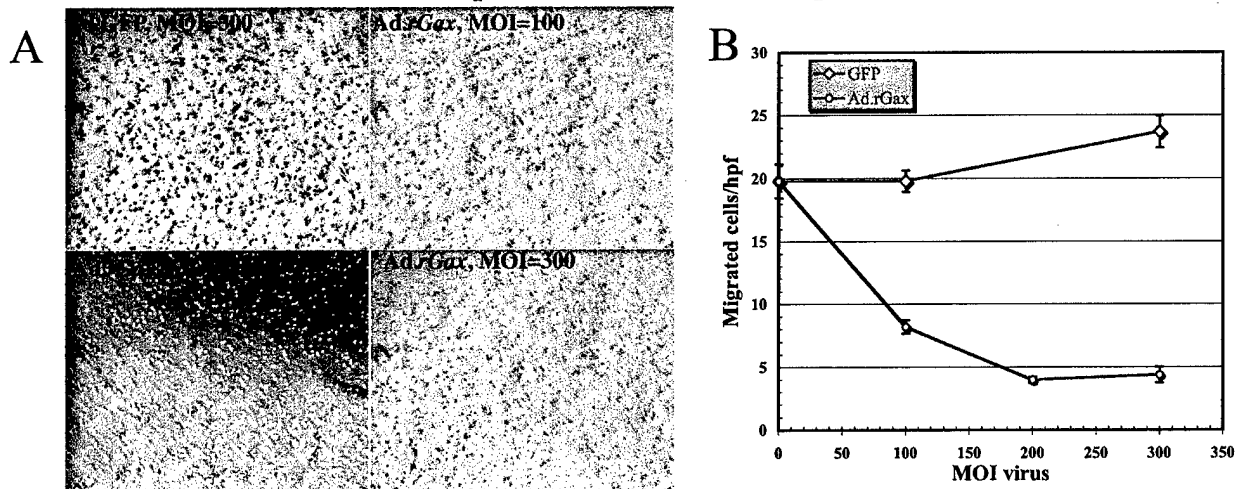 A
MOI=300
Ad.rGax, MOI=100
Ad.rGax, MOI=300
B
GFP
Ad.rGax
Migrated cells/hpf
30
25
20
15
10
5
0
0 50 100 150 200 250 300 350
MOI virus